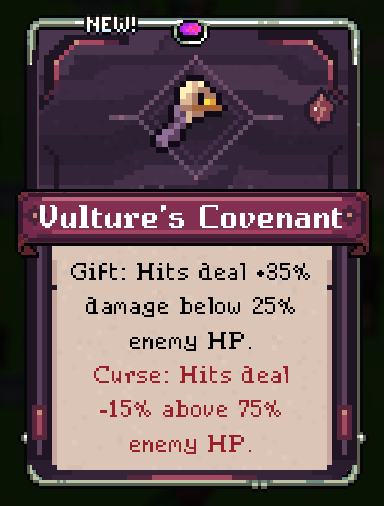 NEW!
Vulture's Covenant
Gift: Hits deal +35%
damage below 25%
enemy HP.
Curse: Hits deal
-15% above 75%
enemy HP.